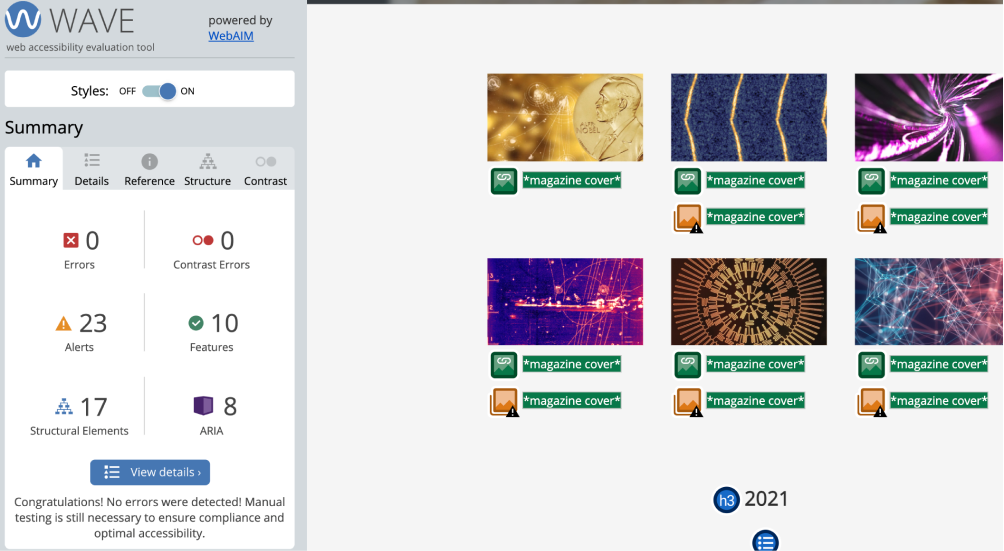 WAVE
powered by
WebAIM
web accessibility evaluation tool
Styles: OFF ON
Summary
Summary Details Reference Structure Contrast
0
Errors
0
Contrast Errors
23
Alerts
10
Features
17
Structural Elements
8
ARIA
View details ›
Congratulations! No errors were detected! Manual
testing is still necessary to ensure compliance and
optimal accessibility.
ALFR.
NOBEL
*magazine cover* *magazine cover* *magazine cover*
*magazine cover* *magazine cover*
*magazine cover* *magazine cover* *magazine cover*
*magazine cover* *magazine cover* *magazine cover*
h3 2021